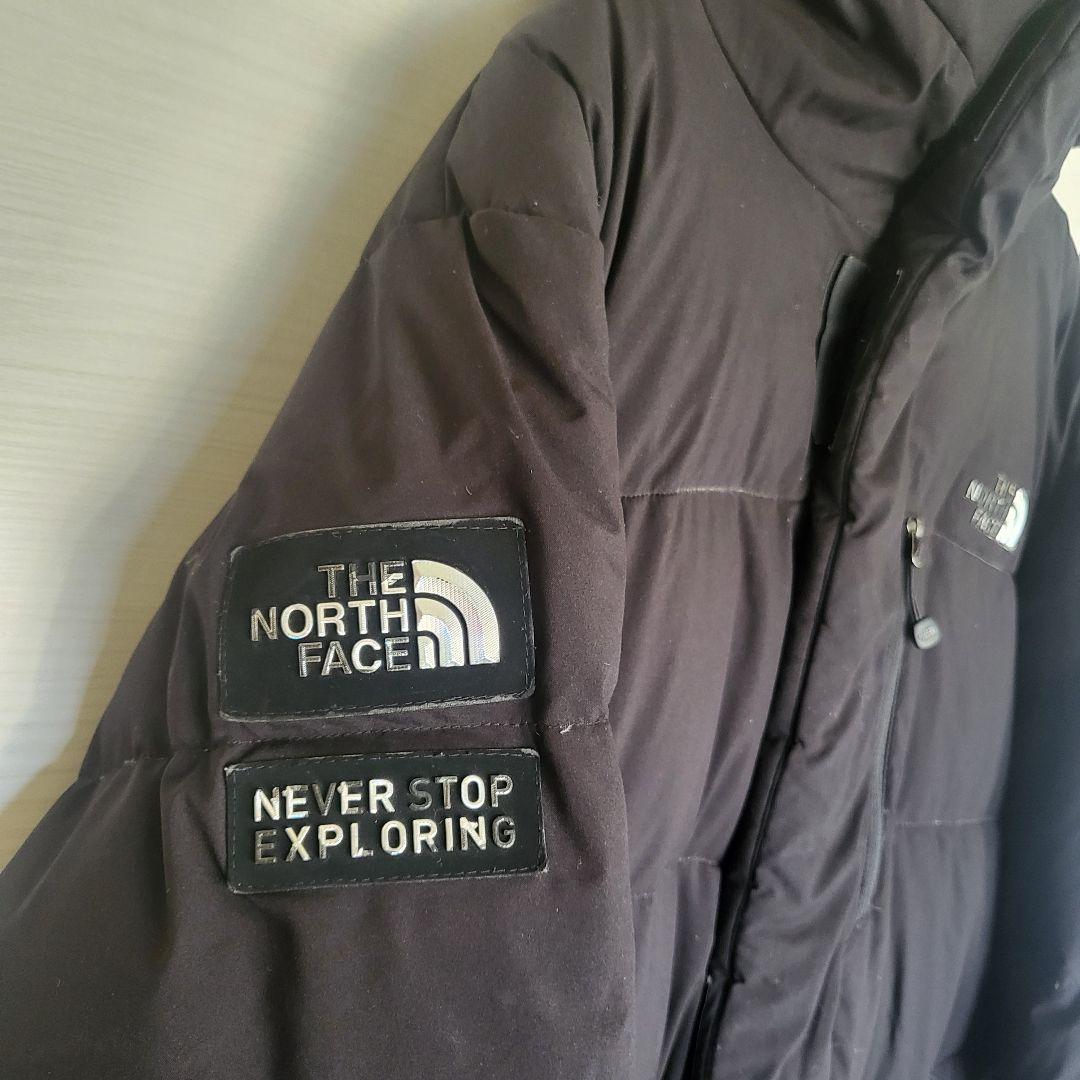 THE
NORTH
FACE
NEVER STOP
EXPLORING
THE
NORTH
FACE